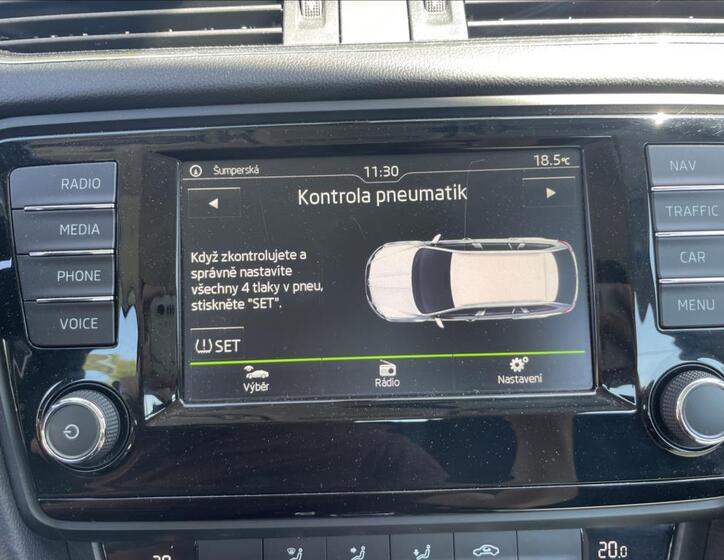 Šumperská 11:30 18.5°C
Kontrola pneumatik
RADIO
MEDIA
PHONE
VOICE
Když zkontrolujete a
správně nastavíte
všechny 4 tlaky v pneu,
stiskněte "SET".
SET
Výběr Rádio Nastavení
NAV
TRAFFIC
CAR
MENU
20.0